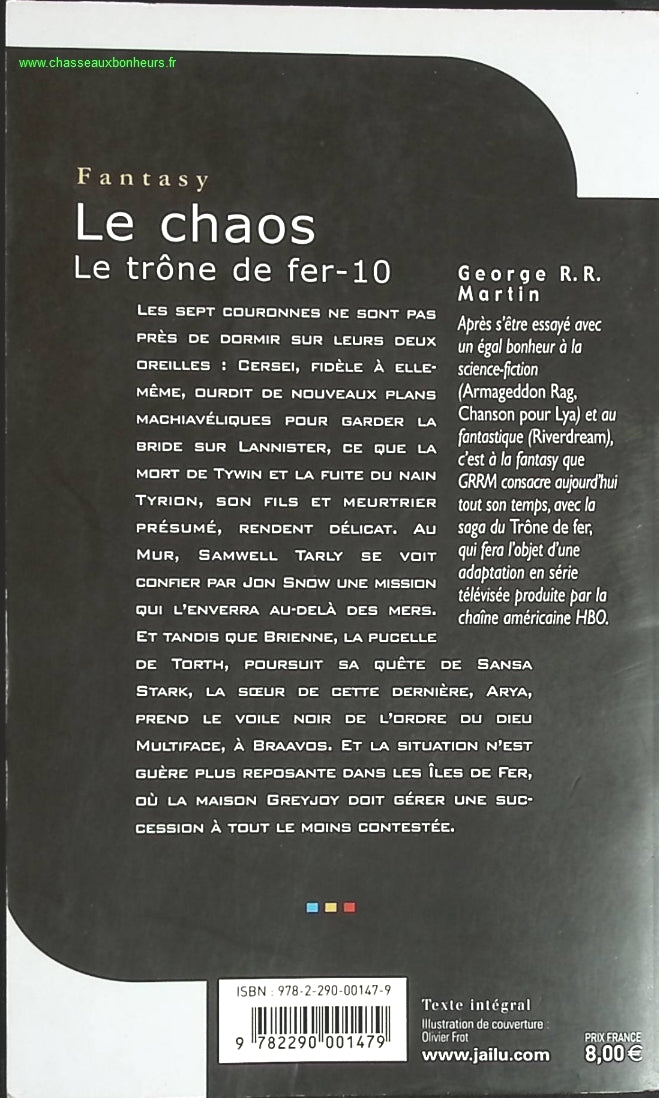 www.chasseauxbonheurs.fr
Fantasy
Le chaos
Le trône de fer-10
Les sept couronnes ne sont pas
près de dormir sur leurs deux
oreilles : Cersei, fidèle à elle-
même, ourdit de nouveaux plans
machiavéliques pour garder la
bride sur Lannister, ce que la
mort de Tywin et la fuite du nain
Tyrion, son fils et meurtrier
présumé, rendent délicat. Au
Mur, Samwell Tarly se voit
confier par Jon Snow une mission
qui l'enverra au-delà des mers.
Et tandis que Brienne, la pucelle
de Torth, poursuit sa quête de Sansa
Stark, la sœur de cette dernière, Arya,
prend le voile noir de l'ordre du dieu
Multiface, à Braavos. Et la situation n'est
guère plus reposante dans les Îles de Fer,
où la maison Greyjoy doit gérer une suc-
cession à tout le moins contestée.
George R.R.
Martin
Après s'être essayé avec
un égal bonheur à la
science-fiction
(Armageddon Rag,
Chanson pour Lya) et au
fantastique (Riverdream),
c'est à la fantasy que
GRRM consacre aujourd'hui
tout son temps, avec la
saga du Trône de fer,
qui fera l'objet d'une
adaptation en série
télévisée produite par la
chaîne américaine HBO.
ISBN : 978-2-290-00147-9
9 782290 001479
Texte intégral
Illustration de couverture :
Olivier Frot
www.jailu.com
PRIX FRANCE
8,00 €